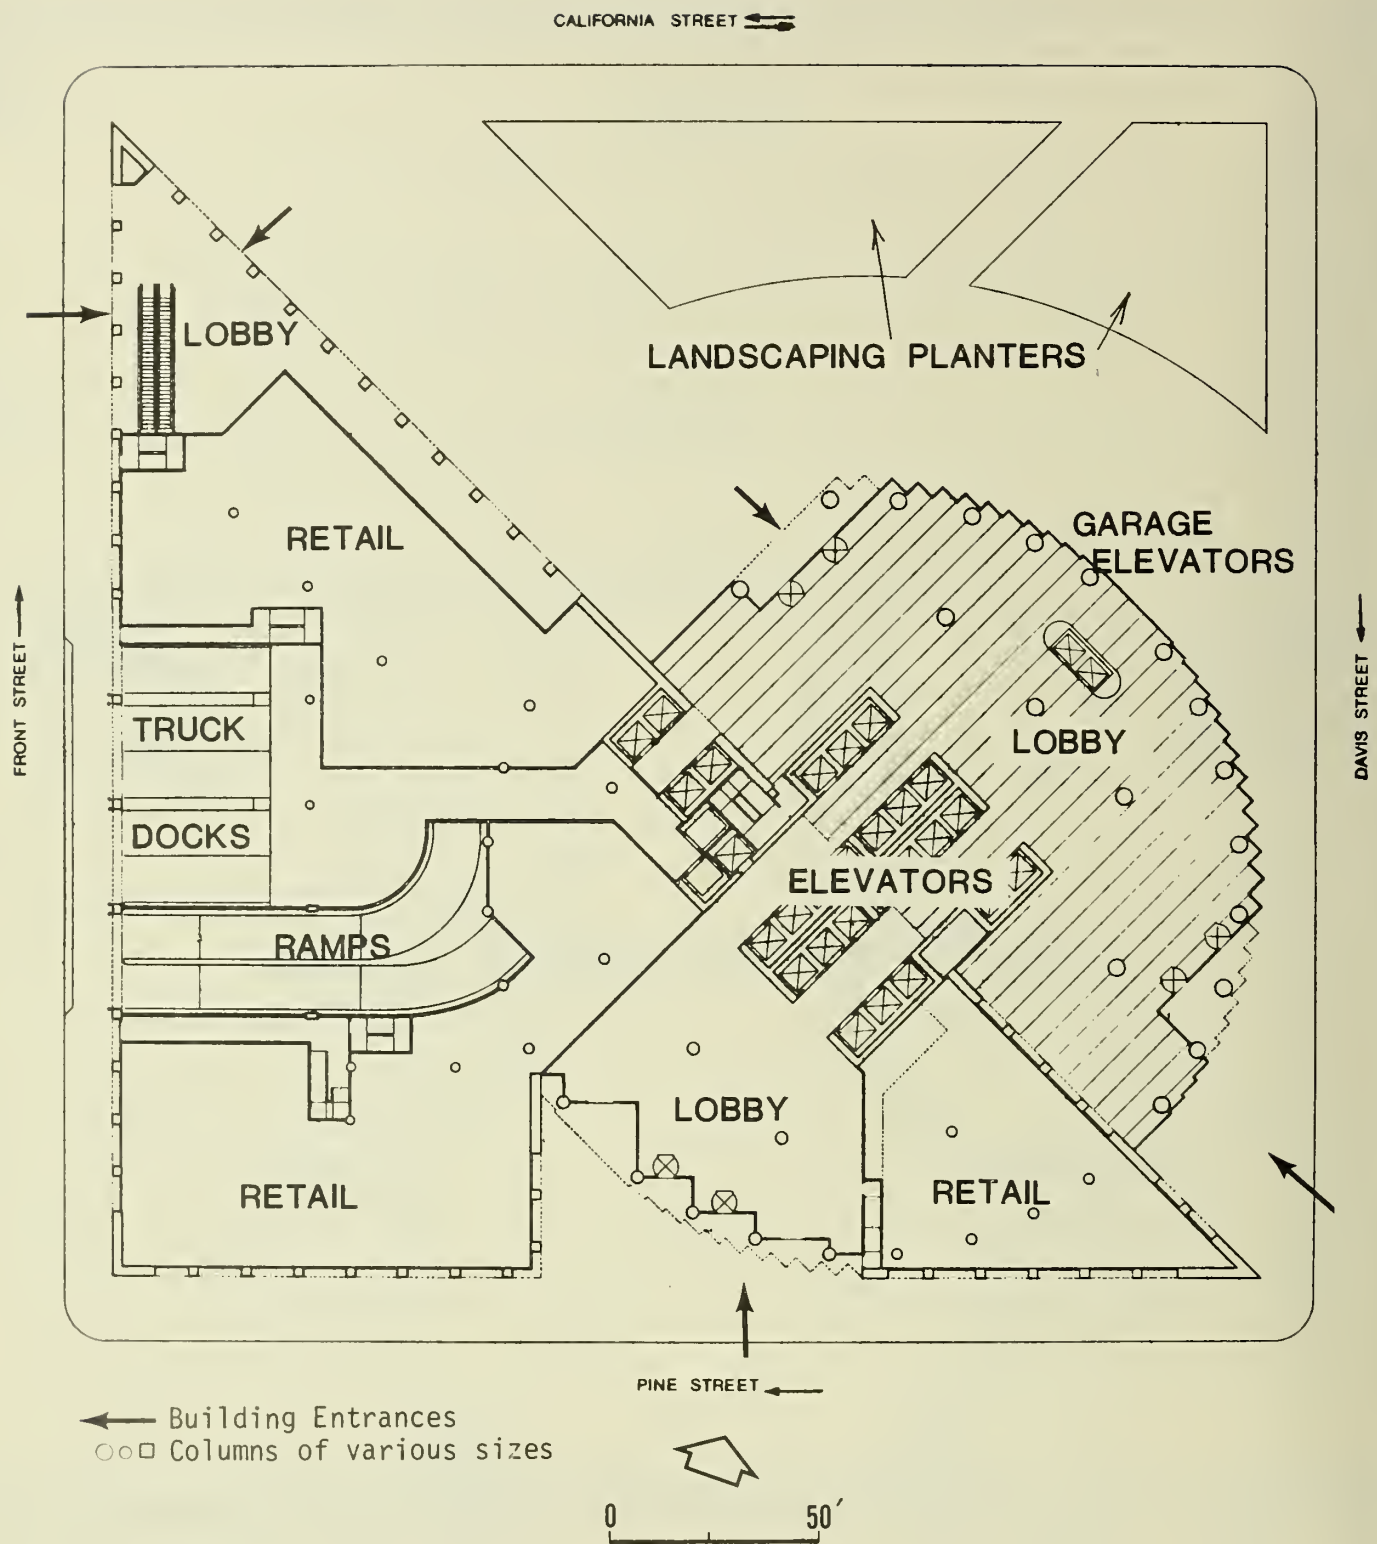 CALIFORNIA STREET
LOBBY
LANDSCAPING PLANTERS
RETAIL
GARAGE
ELEVATORS
FRONT STREET
TRUCK
DOCKS
LOBBY
DAVIS STREET
ELEVATORS
RAMPS
LOBBY
RETAIL
RETAIL
PINE STREET
Building Entrances
Columns of various sizes
0 50′